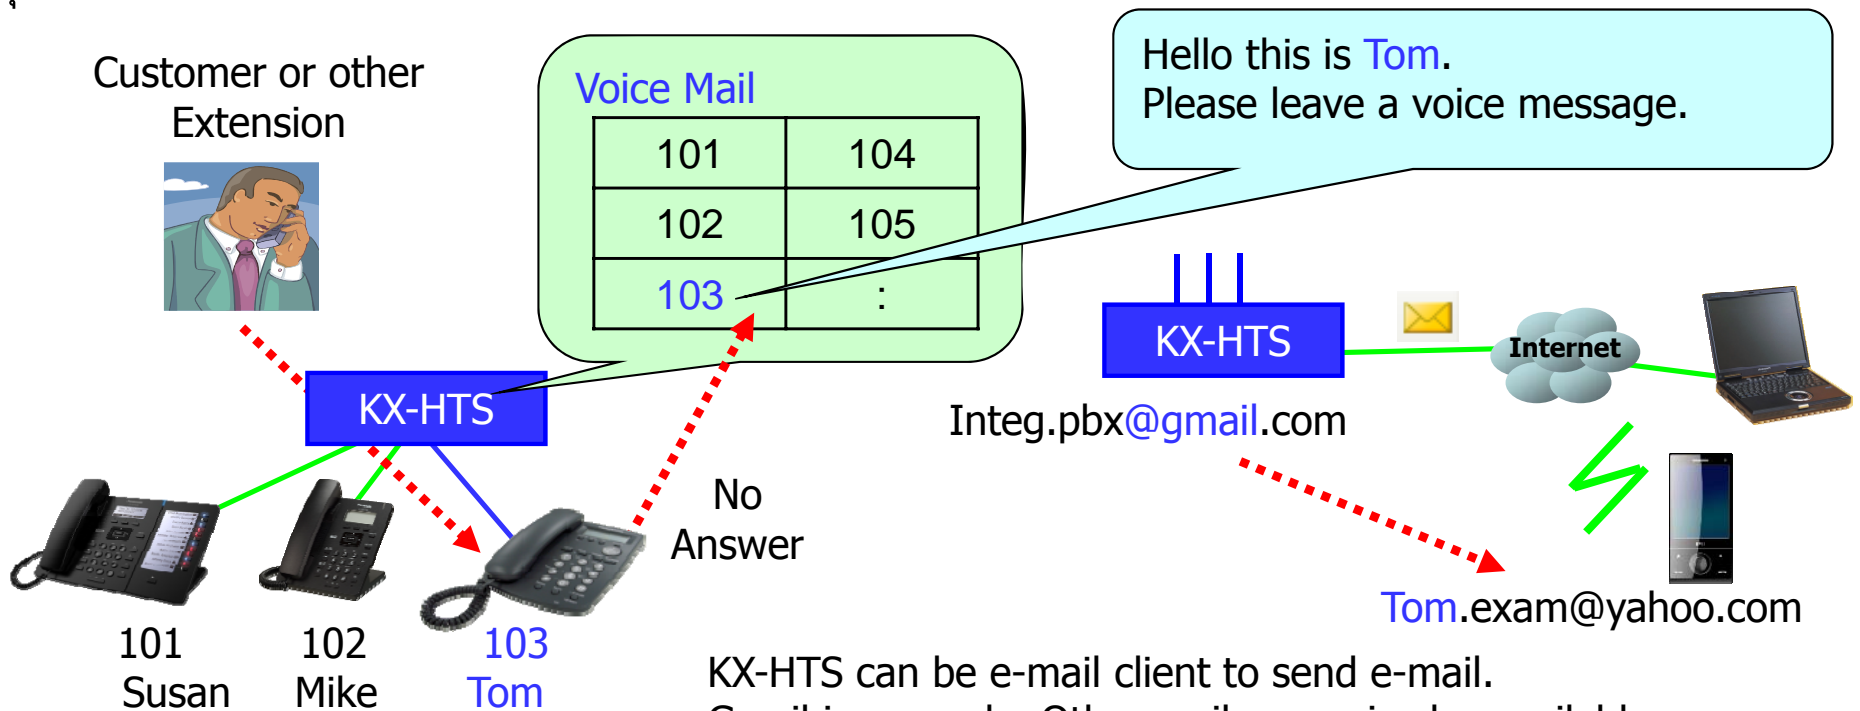 Customer or other
Extension
Voice Mail
101 104
102 105
103 :
Hello this is Tom.
Please leave a voice message.
KX-HTS
No
Answer
101
Susan
102
Mike
103
Tom
KX-HTS
Internet
Integ.pbx@gmail.com
Tom.exam@yahoo.com
KX-HTS can be e-mail client to send e-mail.